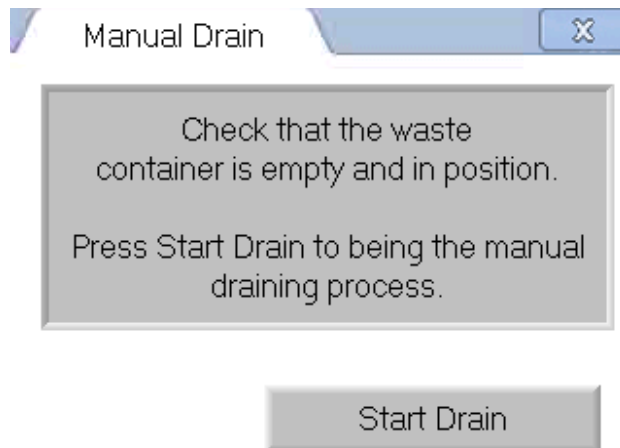 Manual Drain
Check that the waste
container is empty and in position.
Press Start Drain to being the manual
draining process.
Start Drain